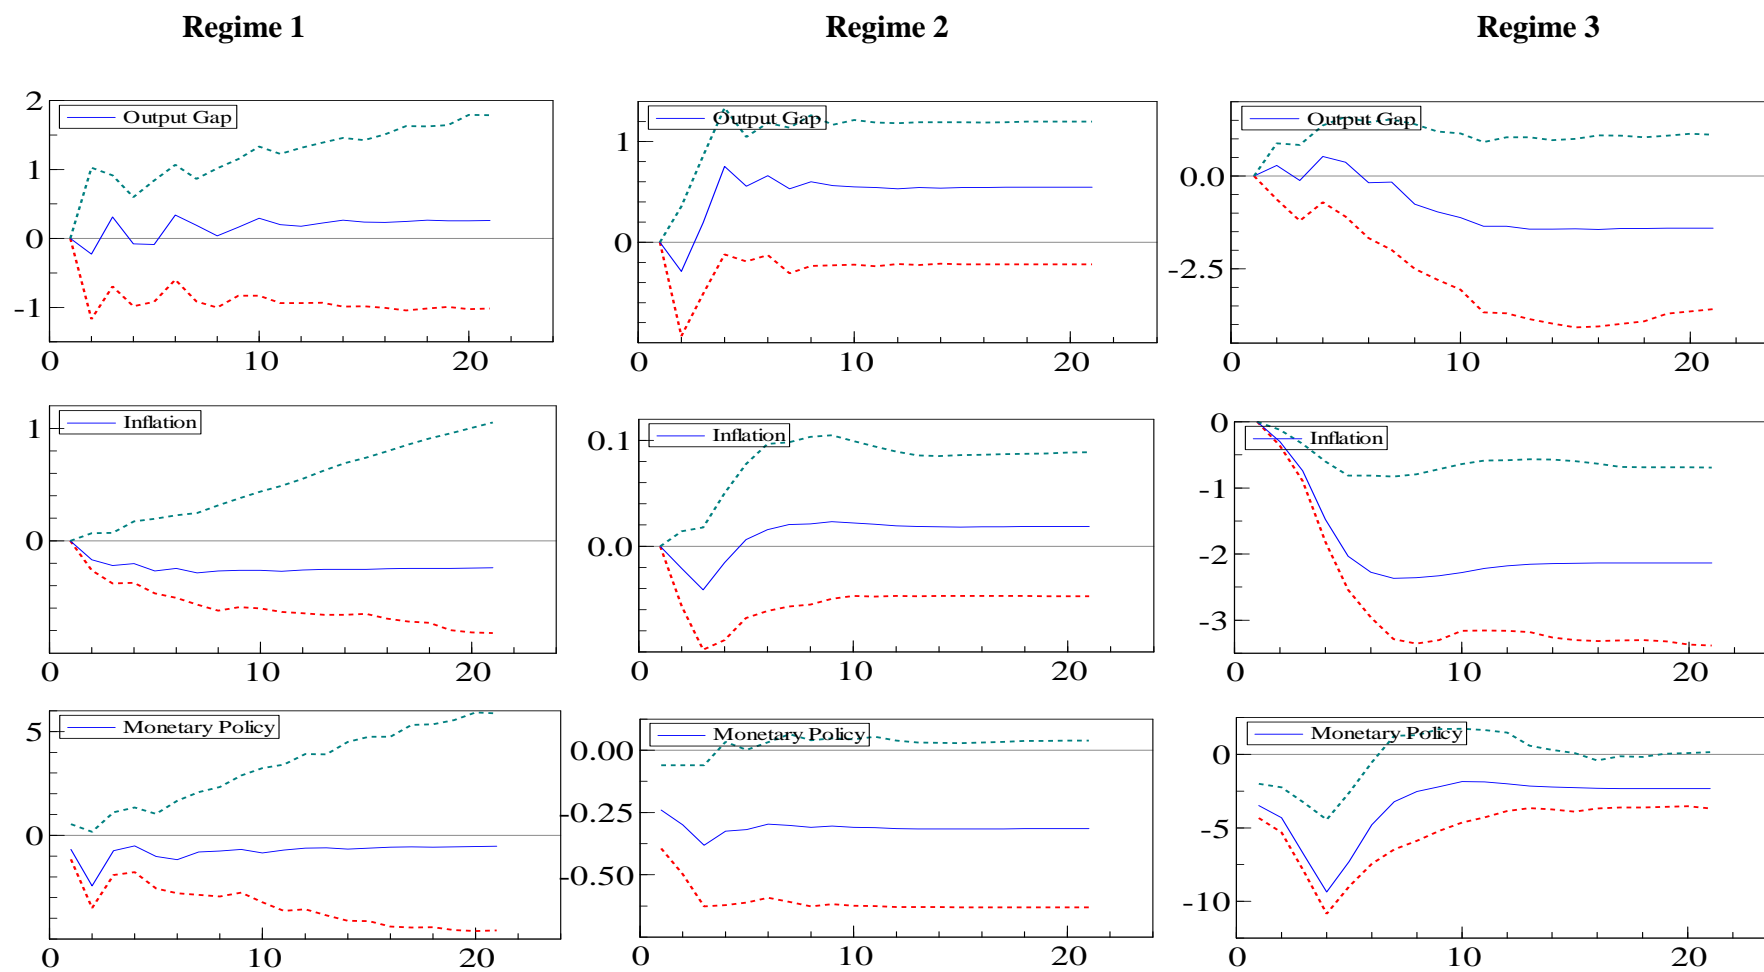 Regime 1 Regime 2 Regime 3
2 Output Gap Output Gap Output Gap
1 1 0.0
0 0 -2.5
-1
0 10 20 0 10 20 0 10 20
Inflation Inflation Inflation
1 0.1 0
0 0.0 -1
-2
-3
0 10 20 0 10 20 0 10 20
Monetary Policy Monetary Policy Monetary Policy
5 0.00 0
0 -0.25 -5
-0.50 -10
0 10 20 0 10 20 0 10 20